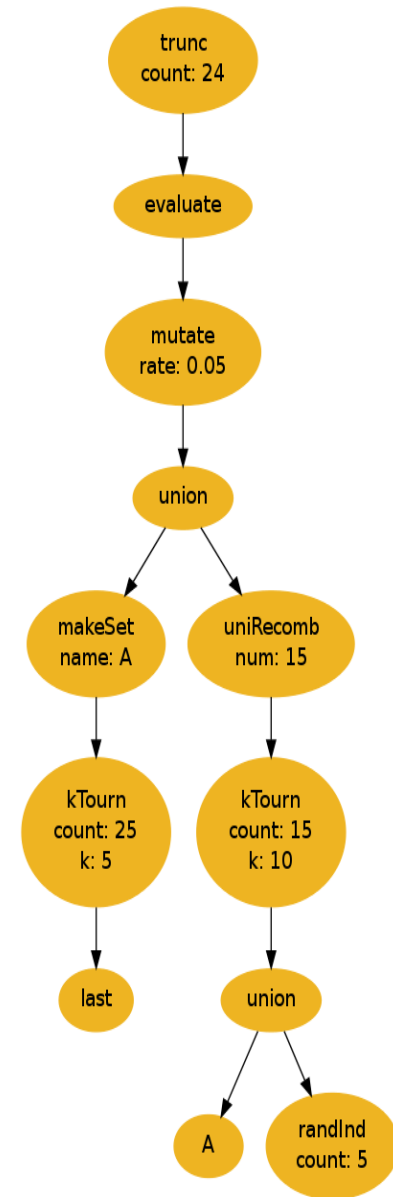 trunc
count: 24
evaluate
mutate
rate: 0.05
union
makeSet
name: A
uniRecomb
num: 15
kTourn
count: 25
k: 5
kTourn
count: 15
k: 10
last
union
A
randInd
count: 5